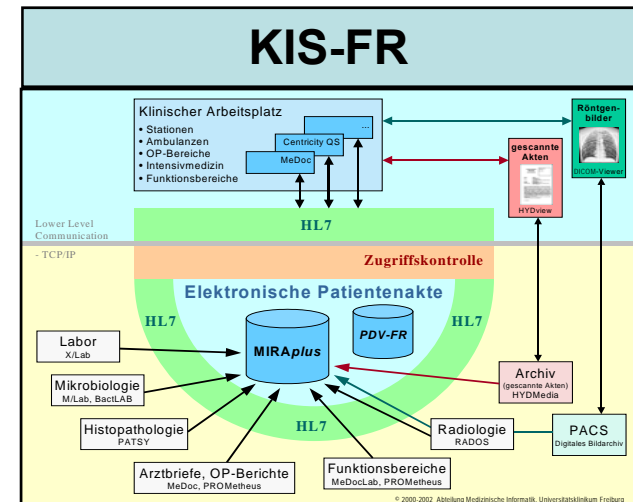 KIS-FR
Klinischer Arbeitsplatz
• Stationen
• Ambulanzen
• OP-Bereiche
• Intensivmedizin
• Funktionsbereiche
...
Centricity QS
MeDoc
gescannte
Akten
HYDview
Röntgen-
bilder
DICOM-Viewer
Lower Level
Communication
- TCP/IP
HL7
Zugriffskontrolle
Elektronische Patientenakte
HL7
HL7
MIRAplus
PDV-FR
HL7
Labor
X/Lab
Mikrobiologie
M/Lab, BactLAB
Histopathologie
PATSY
Arztbriefe, OP-Berichte
MeDoc, PROMetheus
Funktionsbereiche
MeDocLab, PROMetheus
Radiologie
RADOS
Archiv
(gescannte Akten)
HYDMedia
PACS
Digitales Bildarchiv
© 2000-2002 Abteilung Medizinische Informatik, Universitätsklinikum Freiburg